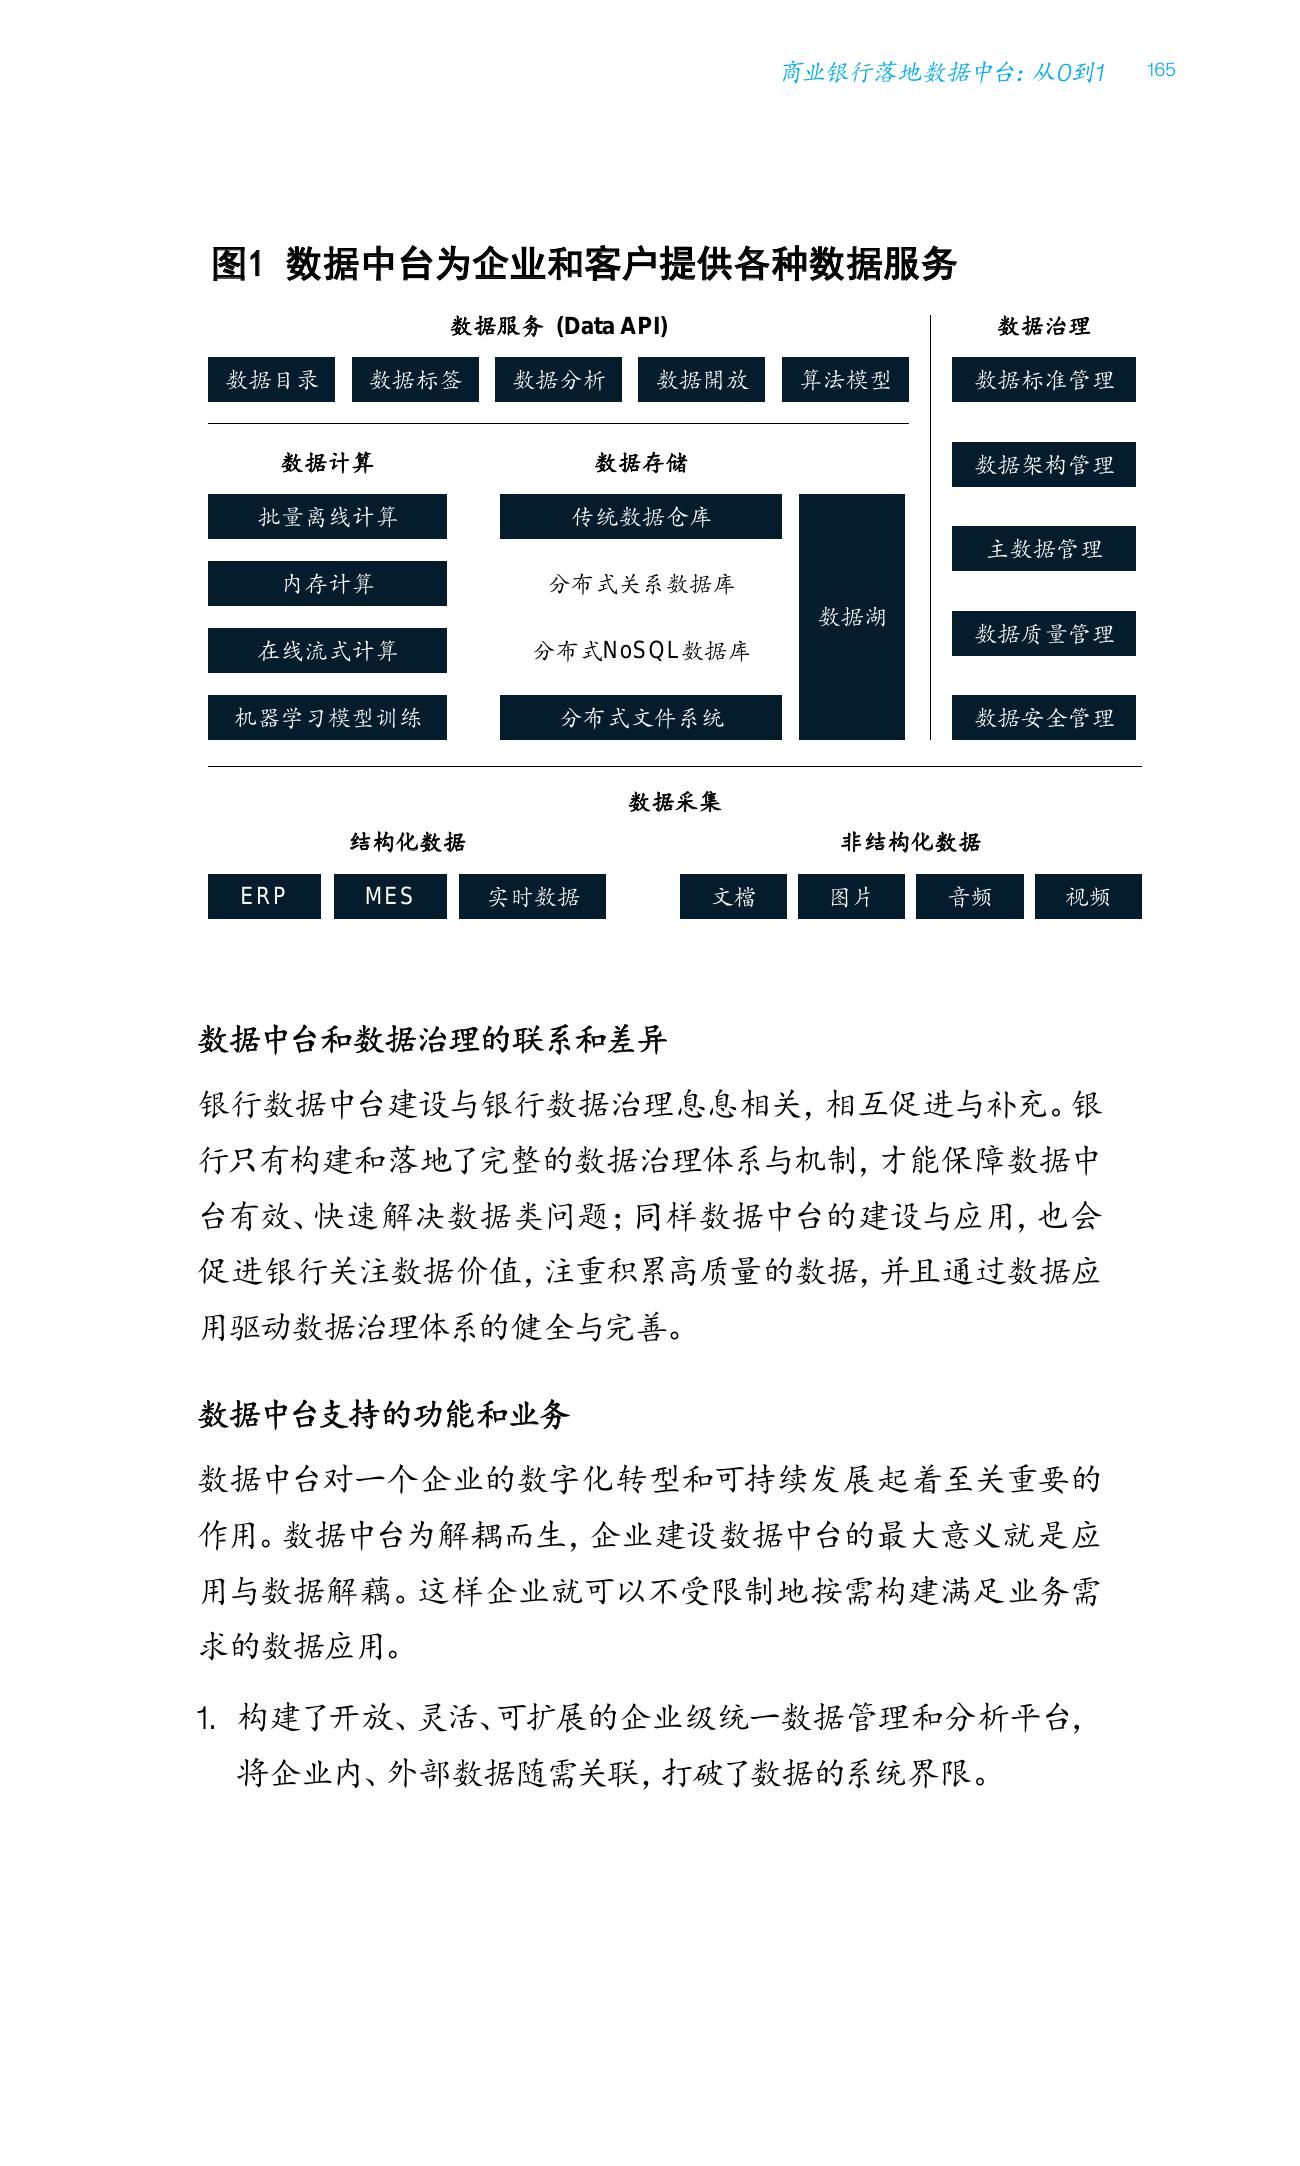 商业银行落地数据中台：从0到1 165
图1 数据中台为企业和客户提供各种数据服务
数据服务 (Data API)
数据目录 数据标签 数据分析 数据開放 算法模型
数据计算
批量离线计算
内存计算
在线流式计算
机器学习模型训练
数据存储
传统数据仓库
分布式关系数据库
分布式NoSQL数据库
分布式文件系统
数据湖
数据治理
数据标准管理
数据架构管理
主数据管理
数据质量管理
数据安全管理
数据采集
结构化数据
ERP MES 实时数据
非结构化数据
文檔 图片 音频 视频
数据中台和数据治理的联系和差异
银行数据中台建设与银行数据治理息息相关，相互促进与补充。银
行只有构建和落地了完整的数据治理体系与机制，才能保障数据中
台有效、快速解决数据类问题；同样数据中台的建设与应用，也会
促进银行关注数据价值，注重积累高质量的数据，并且通过数据应
用驱动数据治理体系的健全与完善。
数据中台支持的功能和业务
数据中台对一个企业的数字化转型和可持续发展起着至关重要的
作用。数据中台为解耦而生，企业建设数据中台的最大意义就是应
用与数据解藕。这样企业就可以不受限制地按需构建满足业务需
求的数据应用。
1. 构建了开放、灵活、可扩展的企业级统一数据管理和分析平台，
将企业内、外部数据随需关联，打破了数据的系统界限。